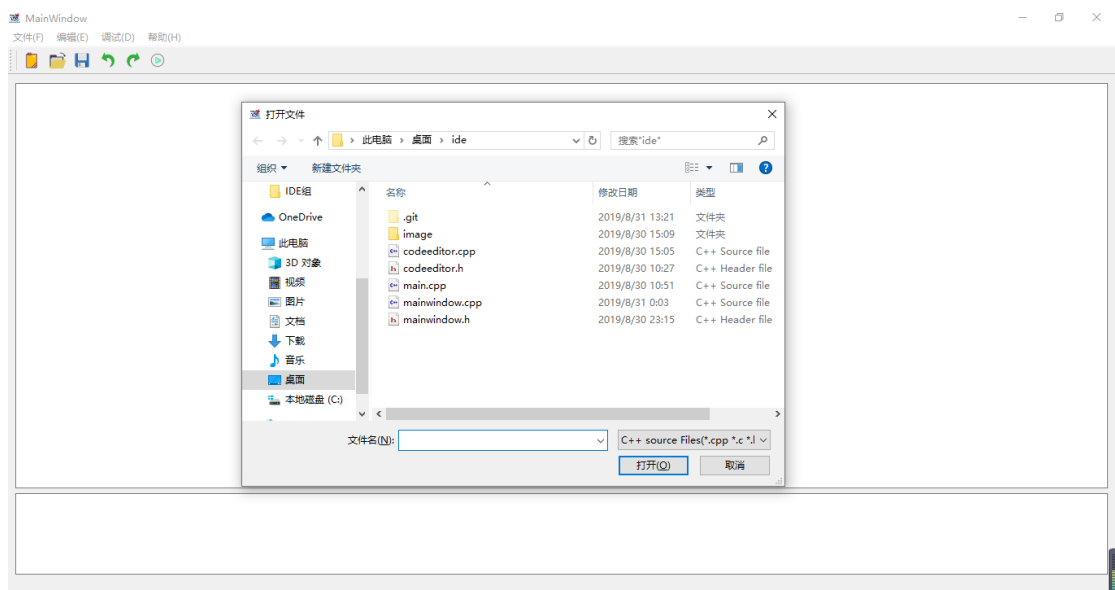 MainWindow
文件(F) 编辑(E) 调试(D) 帮助(H)
打开文件
此电脑 › 桌面 › ide
搜索"ide"
组织 新建文件夹
IDE组
OneDrive
此电脑
3D 对象
视频
图片
文档
下载
音乐
桌面
本地磁盘 (C:)
名称 修改日期 类型
.git 2019/8/31 13:21 文件夹
image 2019/8/30 15:09 文件夹
codeeditor.cpp 2019/8/30 15:05 C++ Source file
codeeditor.h 2019/8/30 10:27 C++ Header file
main.cpp 2019/8/30 10:51 C++ Source file
mainwindow.cpp 2019/8/31 0:03 C++ Source file
mainwindow.h 2019/8/30 23:15 C++ Header file
文件名(N):
C++ source Files(*.cpp *.c *.l
打开(O) 取消